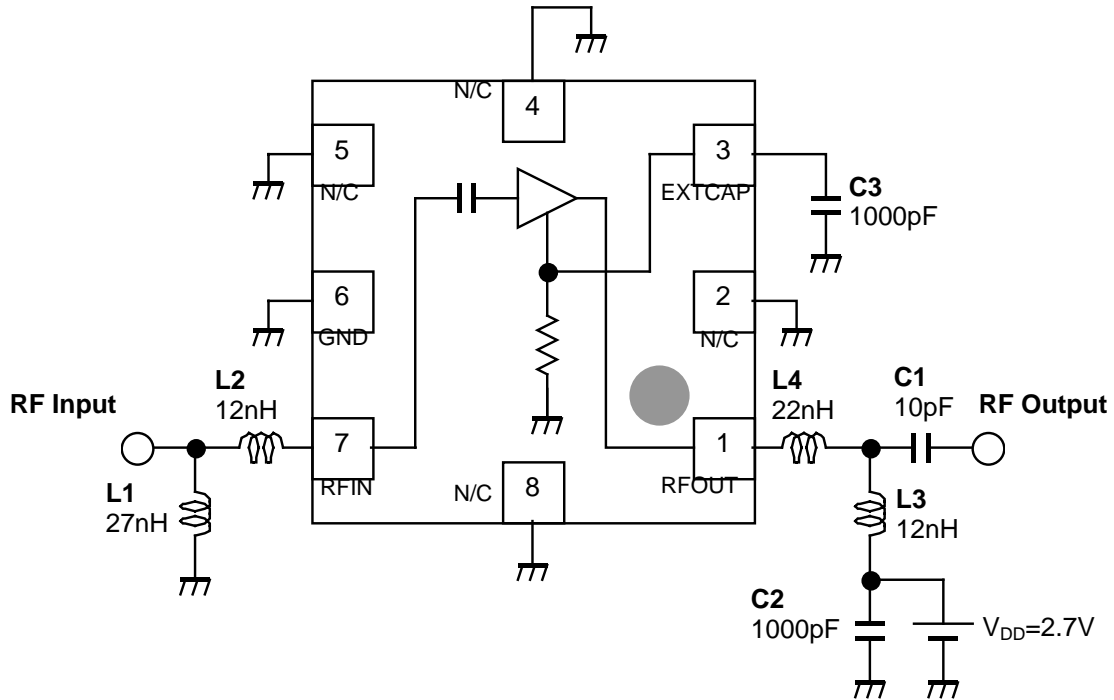 N/C
4
5
N/C
3
EXTCAP
C3
1000pF
6
GND
2
N/C
L2
12nH
RF Input
7
RFIN
L1
27nH
N/C
8
1
RFOUT
L4
22nH
C1
10pF
RF Output
L3
12nH
C2
1000pF
VDD=2.7V